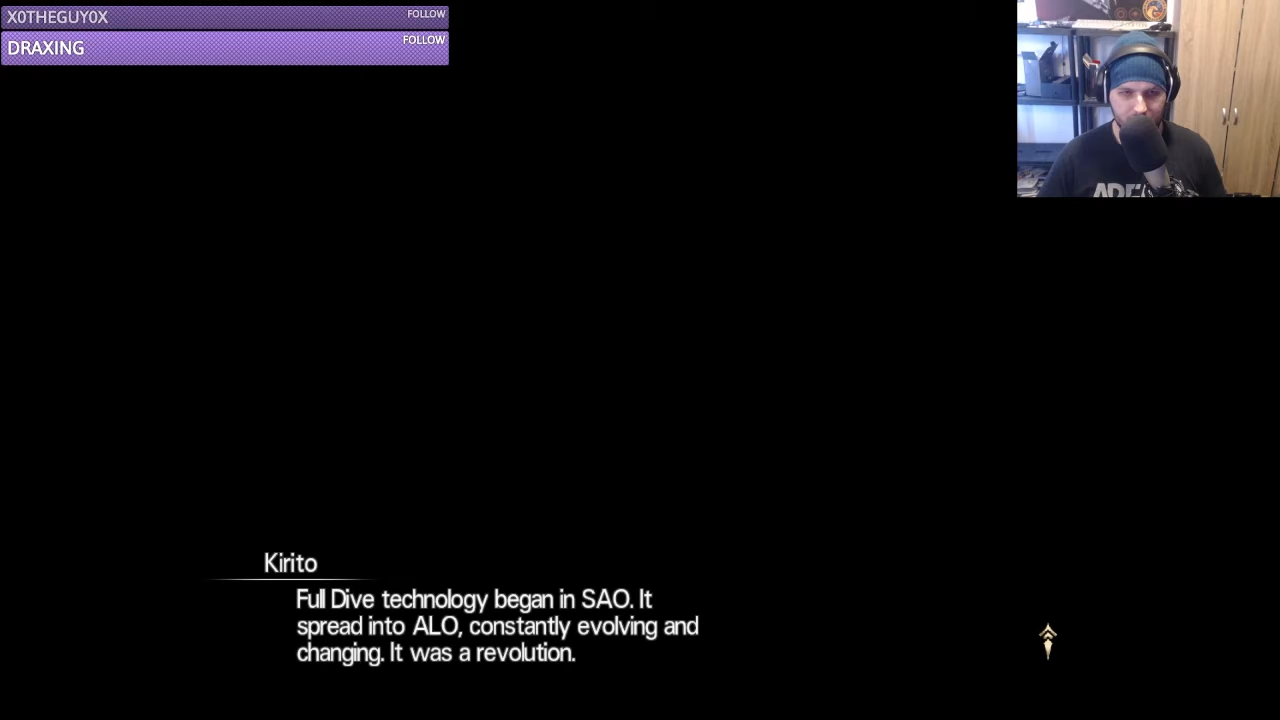 X0THEGUY0X
FOLLOW
DRAXING
FOLLOW
Kirito
Full Dive technology began in SAO. It
spread into ALO, constantly evolving and
changing. It was a revolution.